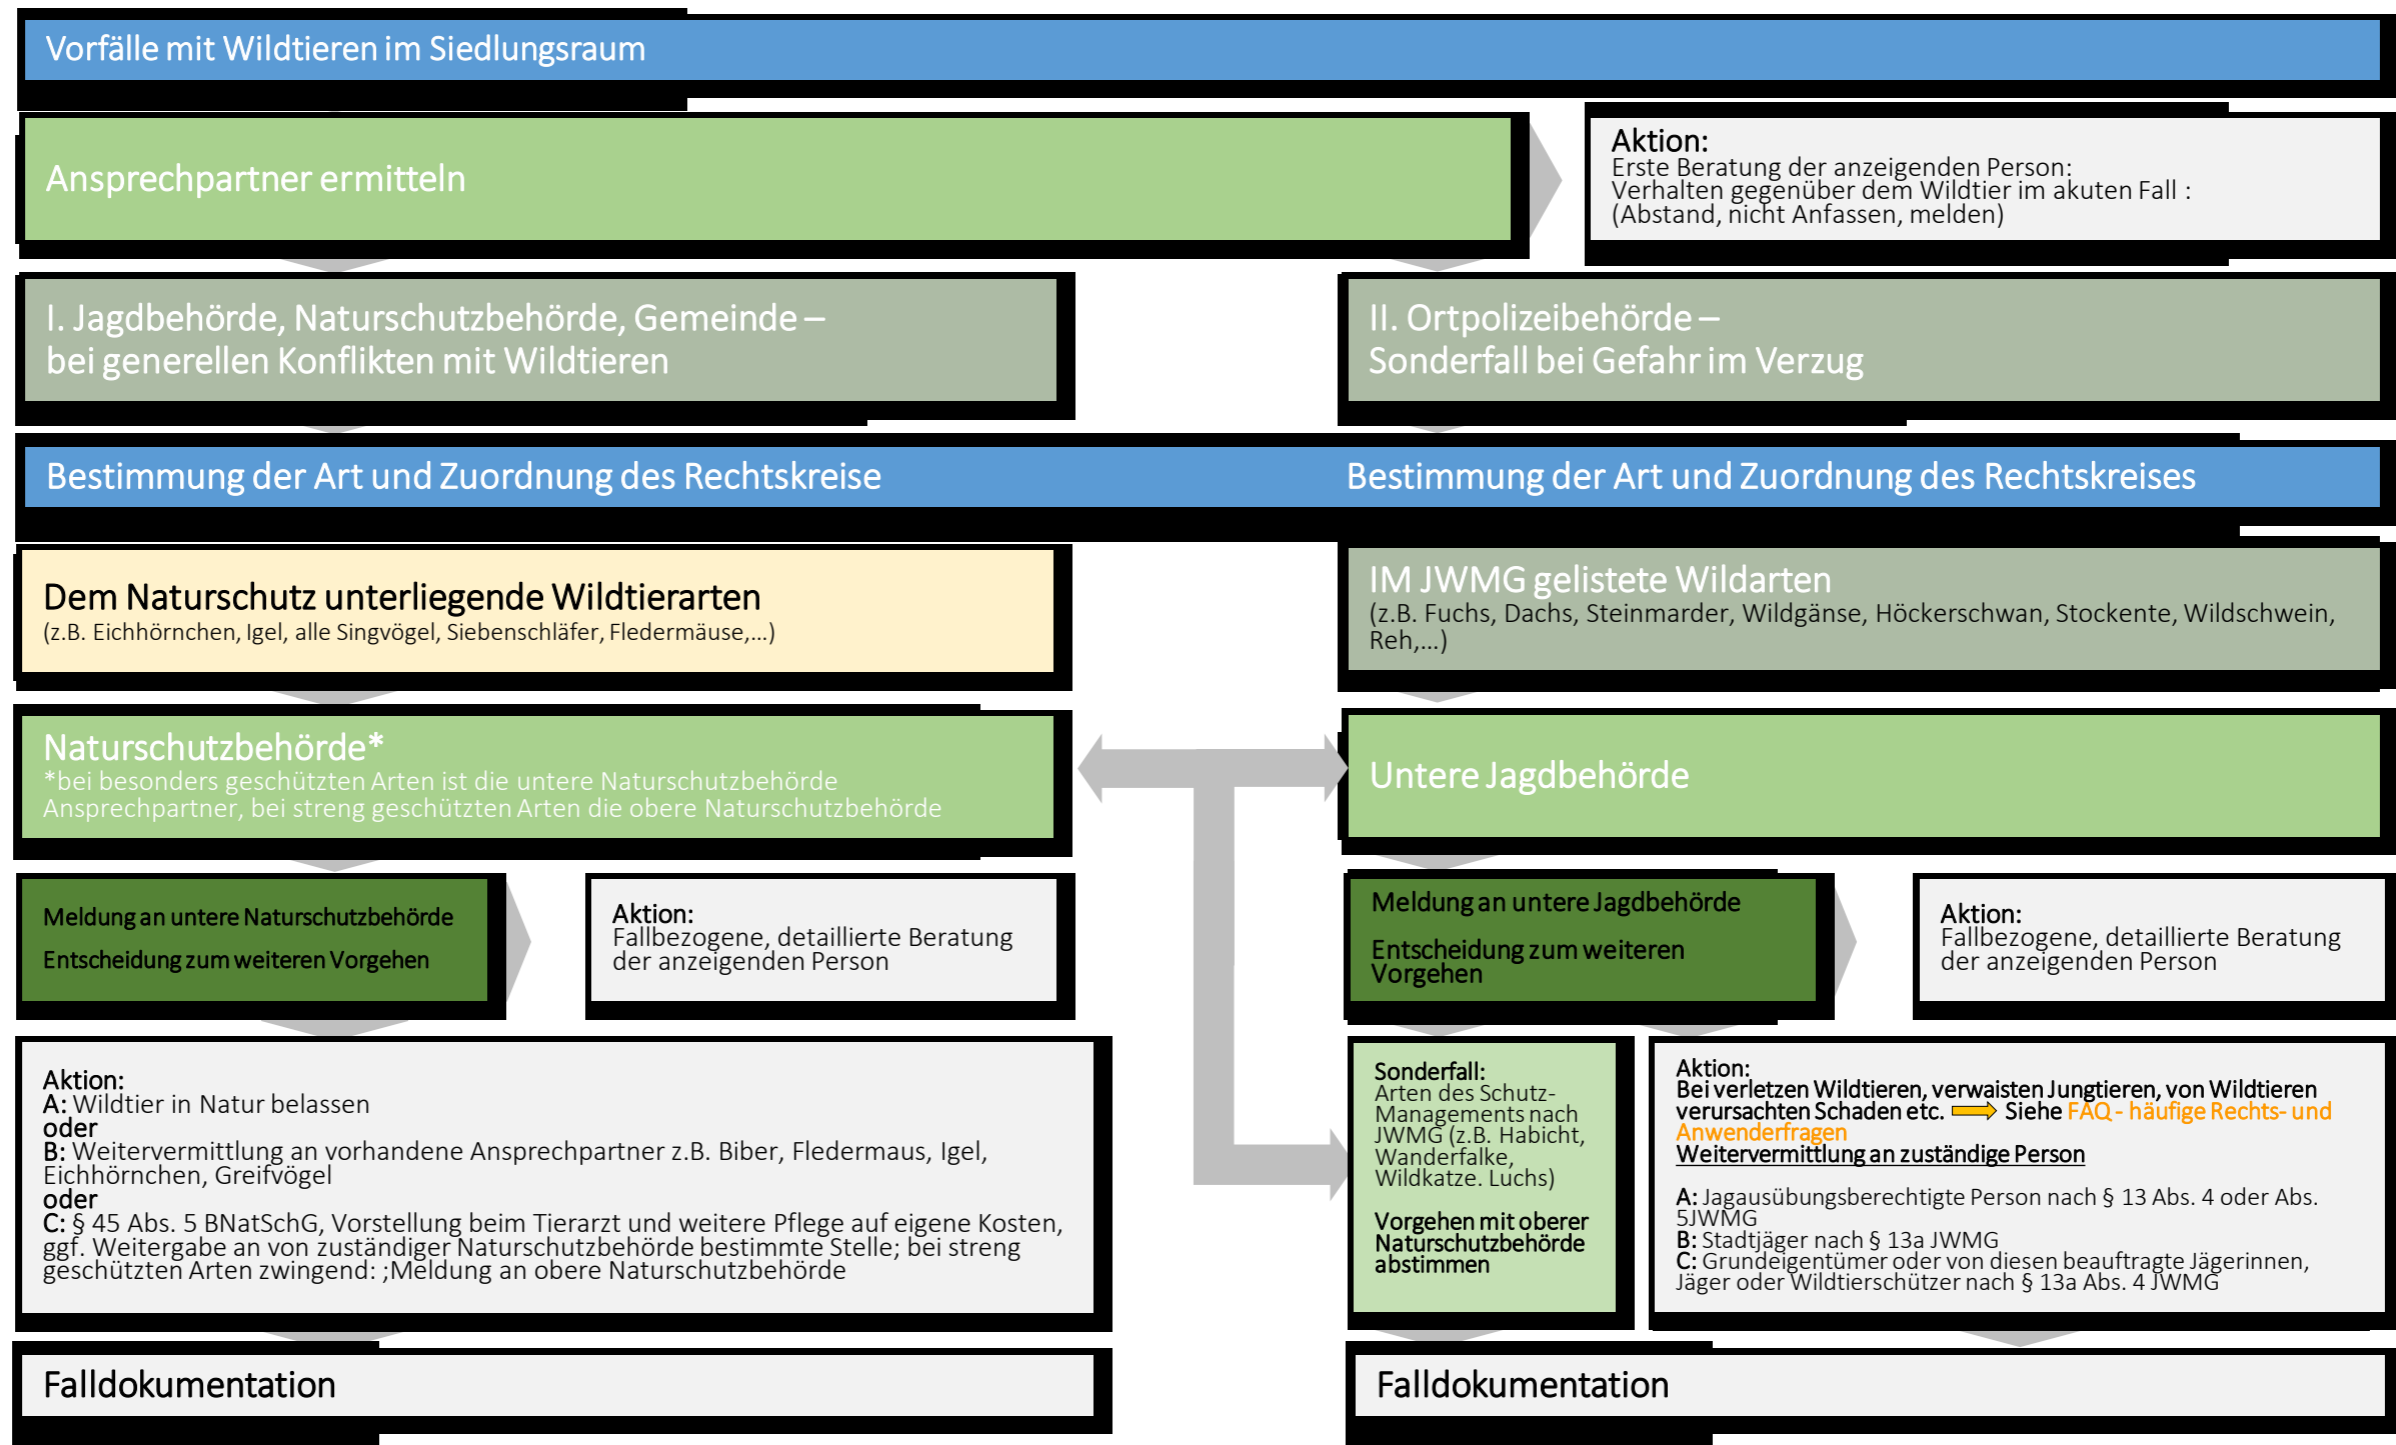 Vorfälle mit Wildtieren im Siedlungsraum
Ansprechpartner ermitteln
Aktion:
Erste Beratung der anzeigenden Person:
Verhalten gegenüber dem Wildtier im akuten Fall :
(Abstand, nicht Anfassen, melden)
I. Jagdbehörde, Naturschutzbehörde, Gemeinde –
bei generellen Konflikten mit Wildtieren
II. Ortpolizeibehörde –
Sonderfall bei Gefahr im Verzug
Bestimmung der Art und Zuordnung des Rechtskreise
Bestimmung der Art und Zuordnung des Rechtskreises
Dem Naturschutz unterliegende Wildtierarten
(z.B. Eichhörnchen, Igel, alle Singvögel, Siebenschläfer, Fledermäuse,...)
IM JWMG gelistete Wildarten
(z.B. Fuchs, Dachs, Steinmarder, Wildgänse, Höckerschwan, Stockente, Wildschwein,
Reh,...)
Naturschutzbehörde*
*bei besonders geschützten Arten ist die untere Naturschutzbehörde
Ansprechpartner, bei streng geschützten Arten die obere Naturschutzbehörde
Untere Jagdbehörde
Meldung an untere Naturschutzbehörde
Entscheidung zum weiteren Vorgehen
Aktion:
Fallbezogene, detaillierte Beratung
der anzeigenden Person
Meldung an untere Jagdbehörde
Entscheidung zum weiteren
Vorgehen
Aktion:
Fallbezogene, detaillierte Beratung
der anzeigenden Person
Aktion:
A: Wildtier in Natur belassen
oder
B: Weitervermittlung an vorhandene Ansprechpartner z.B. Biber, Fledermaus, Igel,
Eichhörnchen, Greifvögel
oder
C: § 45 Abs. 5 BNatSchG, Vorstellung beim Tierarzt und weitere Pflege auf eigene Kosten,
ggf. Weitergabe an von zuständiger Naturschutzbehörde bestimmte Stelle; bei streng
geschützten Arten zwingend: ;Meldung an obere Naturschutzbehörde
Sonderfall:
Arten des Schutz-
Managements nach
JWMG (z.B. Habicht,
Wanderfalke,
Wildkatze. Luchs)
Vorgehen mit oberer
Naturschutzbehörde
abstimmen
Aktion:
Bei verletzen Wildtieren, verwaisten Jungtieren, von Wildtieren
verursachten Schaden etc. Siehe FAQ - häufige Rechts- und
Anwenderfragen
Weitervermittlung an zuständige Person
A: Jagausübungsberechtigte Person nach § 13 Abs. 4 oder Abs.
5JWMG
B: Stadtjäger nach § 13a JWMG
C: Grundeigentümer oder von diesen beauftragte Jägerinnen,
Jäger oder Wildtierschützer nach § 13a Abs. 4 JWMG
Falldokumentation
Falldokumentation